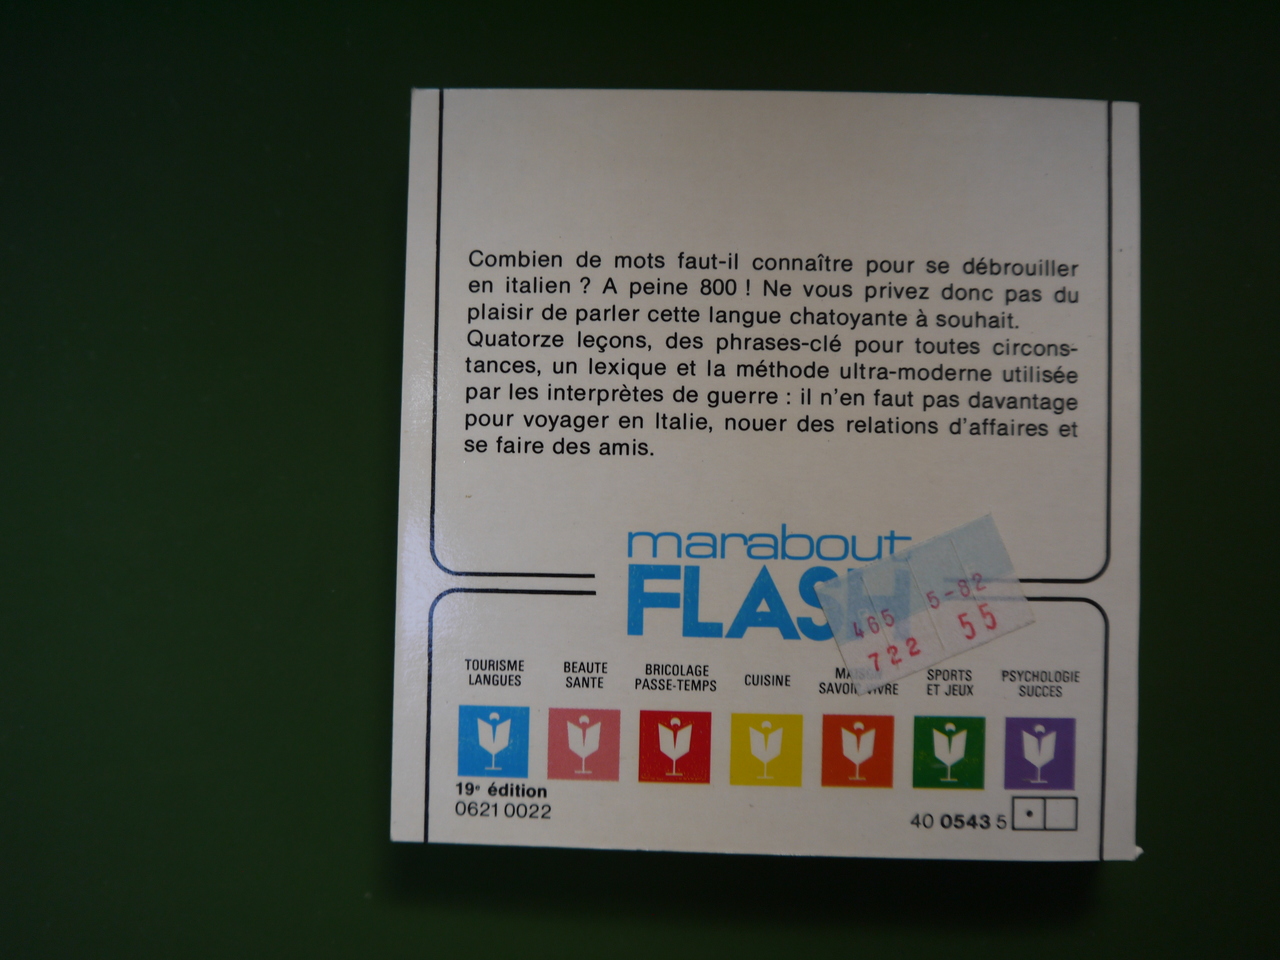 Combien de mots faut-il connaître pour se débrouiller
en italien ? A peine 800 ! Ne vous privez donc pas du
plaisir de parler cette langue chatoyante à souhait.
Quatorze leçons, des phrases-clé pour toutes circons-
tances, un lexique et la méthode ultra-moderne utilisée
par les interprètes de guerre : il n'en faut pas davantage
pour voyager en Italie, nouer des relations d'affaires et
se faire des amis.
marabout
FLASH
465 5-82
722 55
TOURISME
LANGUES
BEAUTE
SANTE
BRICOLAGE
PASSE-TEMPS
CUISINE
MAISON
SAVOIR-VIVRE
SPORTS
ET JEUX
PSYCHOLOGIE
SUCCES
19e édition
0621 0022
40 0543 5